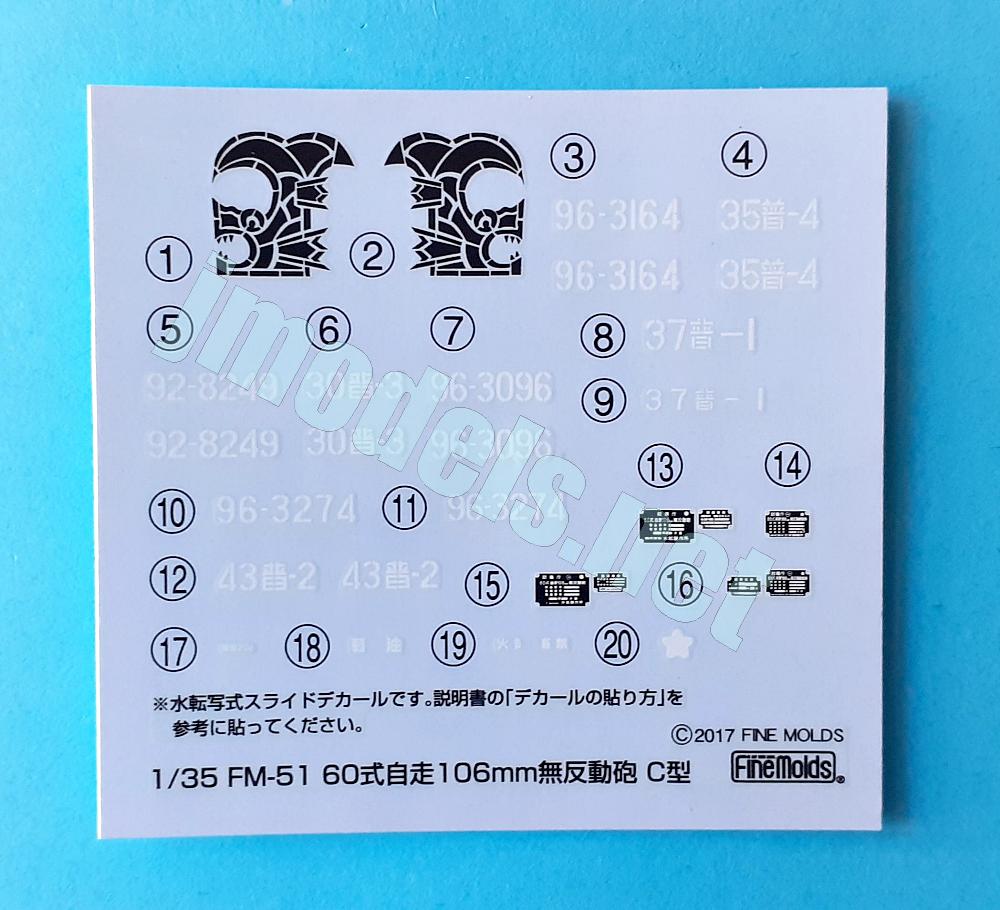 ③ ④
96-3164 35普-4
96-3164 35普-4
① ②
⑤ ⑥ ⑦ ⑧ 37普-1
92-8249 30普-3 96-3096 ⑨ 37普-1
92-8249 30普-3 96-3096
⑬ ⑭
⑩ 96-3274 ⑪ 96-3274
⑫ 43普-2 43普-2 ⑮ ⑯
⑰ ⑱ 油 ⑲ 火 ⑳
※水転写式スライドデカールです。説明書の「デカールの貼り方」を
参考に貼ってください。
©2017 FINE MOLDS
1/35 FM-51 60式自走106mm無反動砲 C型 FineMolds®
jmodels.net